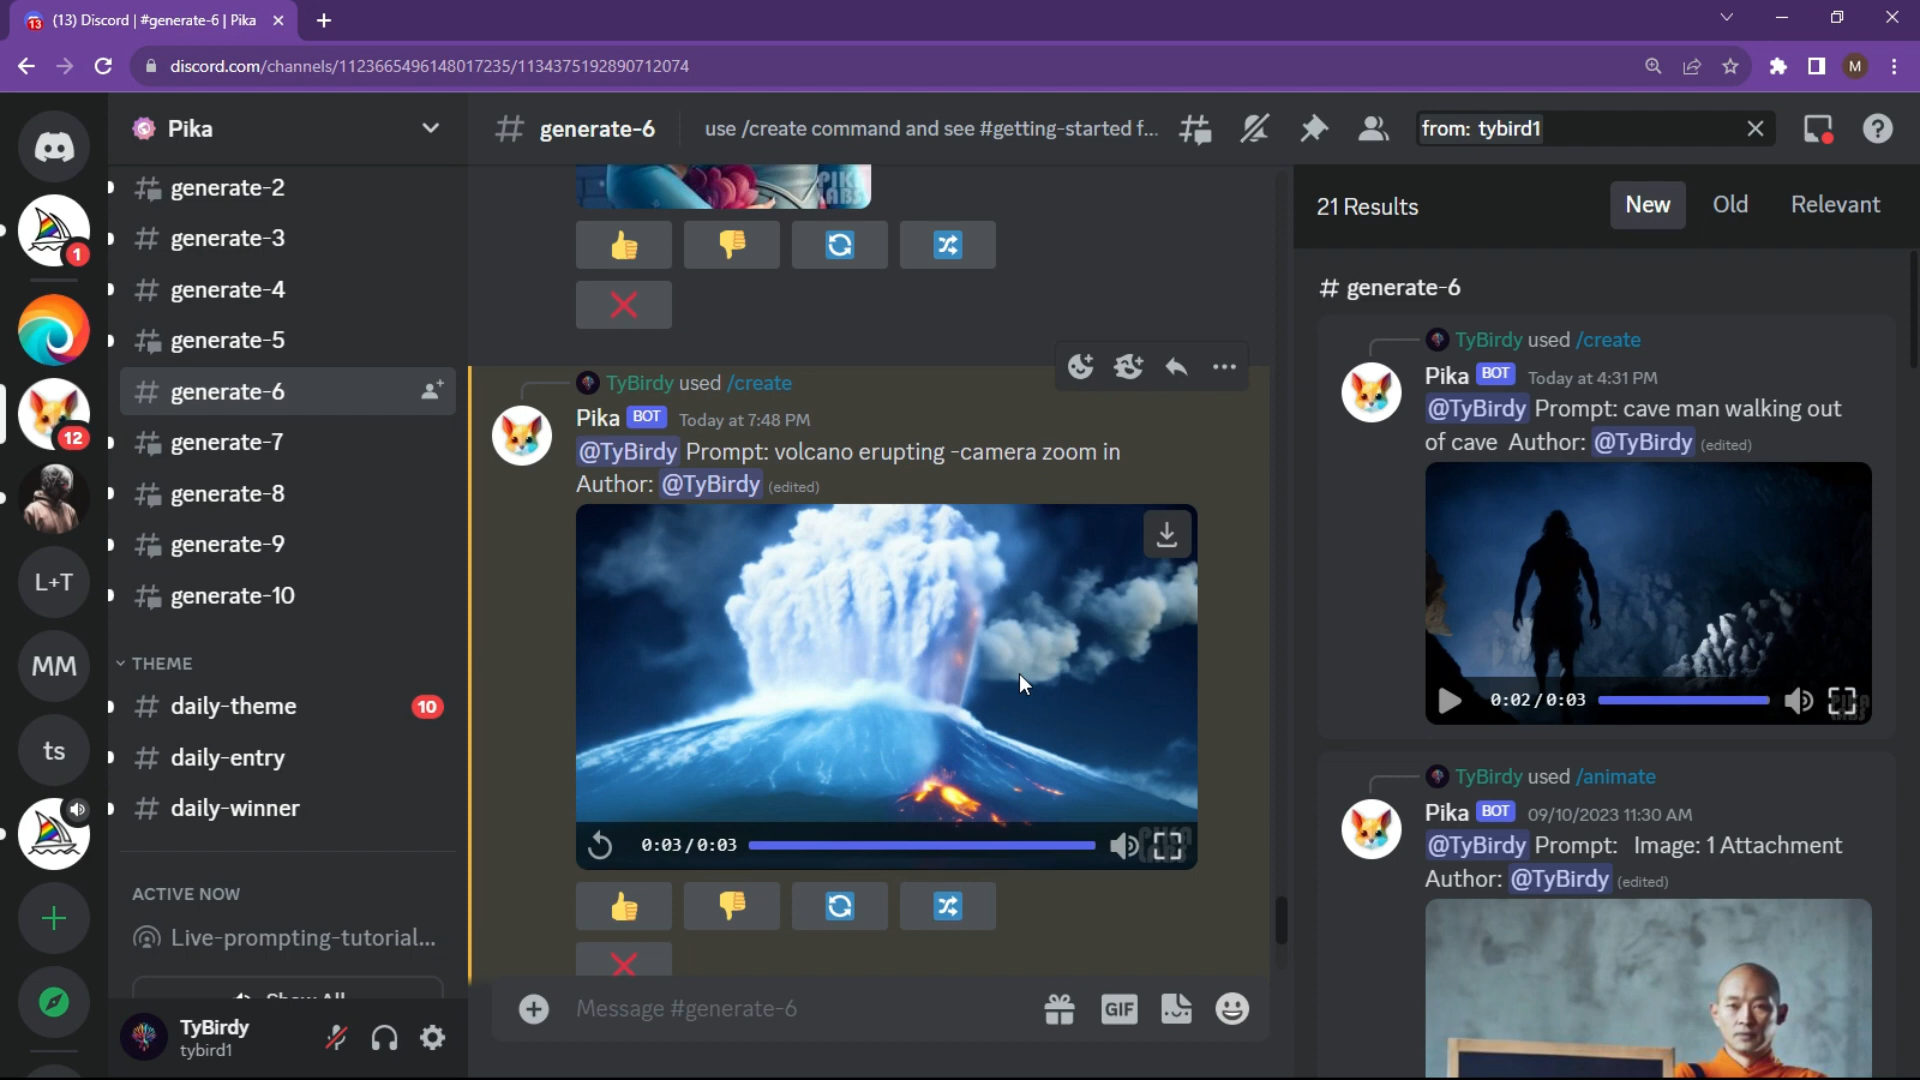 (13) Discord | #generate-6 | Pika
discord.com/channels/1123665496148017235/1134375192890712074
M
1
12
L+T
MM
ts
Pika
generate-2
generate-3
generate-4
generate-5
generate-6
generate-7
generate-8
generate-9
generate-10
THEME
daily-theme
10
daily-entry
daily-winner
ACTIVE NOW
Live-prompting-tutorial...
Show All
TyBirdy
tybird1
generate-6
use /create command and see #getting-started f...
from: tybird1
PIKA
LABS
TyBirdy used /create
Pika BOT Today at 7:48 PM
@TyBirdy Prompt: volcano erupting -camera zoom in
Author: @TyBirdy (edited)
0:03/0:03
Message #generate-6
GIF
21 Results
New
Old
Relevant
# generate-6
TyBirdy used /create
Pika BOT Today at 4:31 PM
@TyBirdy Prompt: cave man walking out
of cave Author: @TyBirdy (edited)
0:02/0:03
TyBirdy used /animate
Pika BOT 09/10/2023 11:30 AM
@TyBirdy Prompt: Image: 1 Attachment
Author: @TyBirdy (edited)